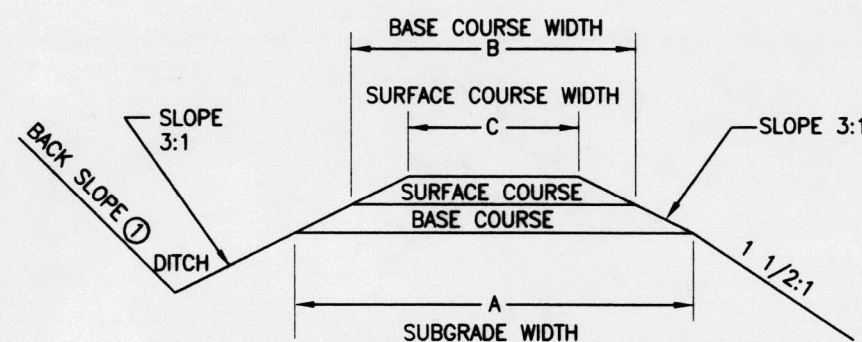 BASE COURSE WIDTH
B
SURFACE COURSE WIDTH
C
SLOPE
3:1
SLOPE 3:1
BACK SLOPE ①
SURFACE COURSE
BASE COURSE
DITCH
1 1/2:1
A
SUBGRADE WIDTH